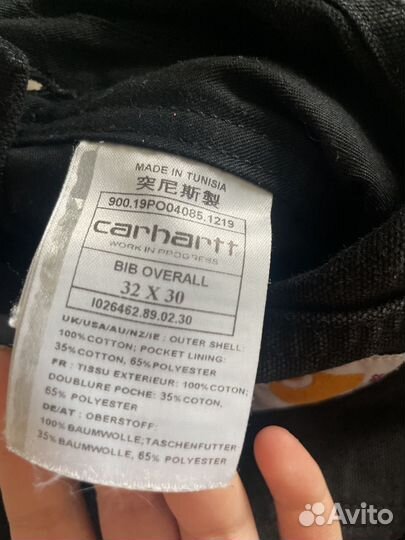 MADE IN TUNISIA
突尼斯製
900.19PO04085.1219
carhartt
WORK IN PROGRESS
BIB OVERALL
32 X 30
I026462.89.02.30
UK/USA/AU/NZ/IE : OUTER SHELL:
100%COTTON; POCKET LINING:
35%COTTON, 65%POLYESTER
FR : TISSU EXTERIEUR: 100%COTON;
DOUBLURE POCHE: 35%COTON,
65% POLYESTER
DE/AT : OBERSTOFF:
100%BAUMWOLLE;TASCHENFUTTER
35%BAUMWOLLE, 65% POLYESTER
Avito